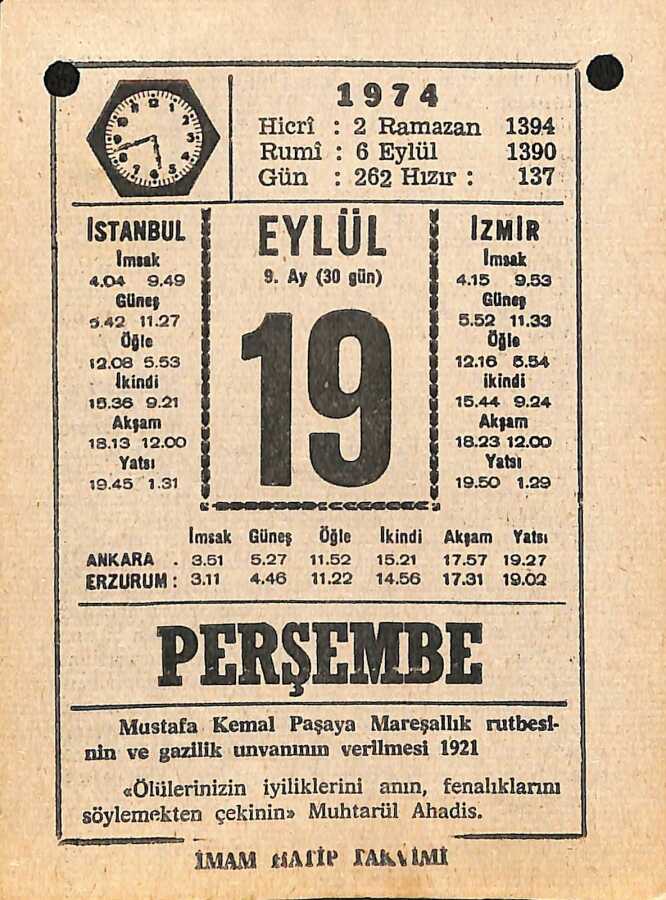 1974
Hicrî : 2 Ramazan 1394
Rumî : 6 Eylül 1390
Gün : 262 Hızır : 137
İSTANBUL
İmsak
4.04 9.49
Güneş
5.42 11.27
Öğle
12.08 5.53
İkindi
15.36 9.21
Akşam
18.13 12.00
Yatsı
19.45 1.31
EYLÜL
9. Ay (30 gün)
19
İZMİR
İmsak
4.15 9.53
Güneş
5.52 11.33
Öğle
12.16 5.54
ikindi
15.44 9.24
Akşam
18.23 12.00
Yatsı
19.50 1.29
İmsak Güneş Öğle İkindi Akşam Yatsı
ANKARA . 3.51 5.27 11.52 15.21 17.57 19.27
ERZURUM : 3.11 4.46 11.22 14.56 17.31 19.02
PERŞEMBE
Mustafa Kemal Paşaya Mareşallık rutbesi-
nin ve gazilik unvanının verilmesi 1921
«Ölülerinizin iyiliklerini anın, fenalıklarını
söylemekten çekinin» Muhtarül Ahadis.
İMAM HATİP TAKVİMİ